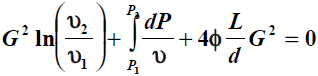 G² ln(υ₂/υ₁) + ∫_{P₁}^{P₂} dP/υ + 4ϕ L/d G² = 0